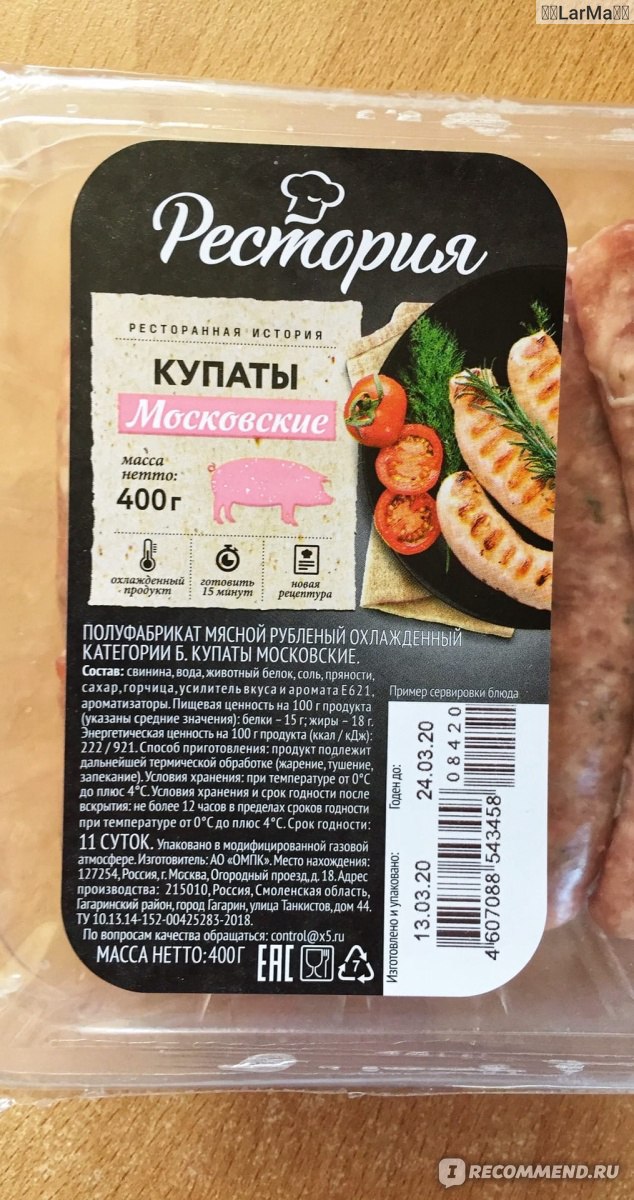 LarMa
Рестория
РЕСТОРАННАЯ ИСТОРИЯ
КУПАТЫ
Московские
масса
нетто:
400 г
охлажденный
продукт
готовить
15 минут
новая
рецептура
ПОЛУФАБРИКАТ МЯСНОЙ РУБЛЕНЫЙ ОХЛАЖДЕННЫЙ
КАТЕГОРИИ Б. КУПАТЫ МОСКОВСКИЕ.
Состав: свинина, вода, животный белок, соль, пряности,
сахар, горчица, усилитель вкуса и аромата Е621,
ароматизаторы. Пищевая ценность на 100 г продукта
(указаны средние значения): белки – 15 г; жиры – 18 г.
Энергетическая ценность на 100 г продукта (ккал / кДж):
222 / 921. Способ приготовления: продукт подлежит
дальнейшей термической обработке (жарение, тушение,
запекание). Условия хранения: при температуре от 0°С
до плюс 4°С. Условия хранения и срок годности после
вскрытия: не более 12 часов в пределах сроков годности
при температуре от 0°С до плюс 4°С. Срок годности:
11 СУТОК. Упаковано в модифицированной газовой
атмосфере. Изготовитель: АО «ОМПК». Место нахождения:
127254, Россия, г. Москва, Огородный проезд, д. 18. Адрес
производства: 215010, Россия, Смоленская область,
Гагаринский район, город Гагарин, улица Танкистов, дом 44.
ТУ 10.13.14-152-00425283-2018.
По вопросам качества обращаться: control@x5.ru
МАССА НЕТТО: 400Г
EAC
7
Пример сервировки блюда
Изготовлено и упаковано:
13.03.20
Годен до:
24.03.20
08420
4 607088 543458
I RECOMMEND.RU